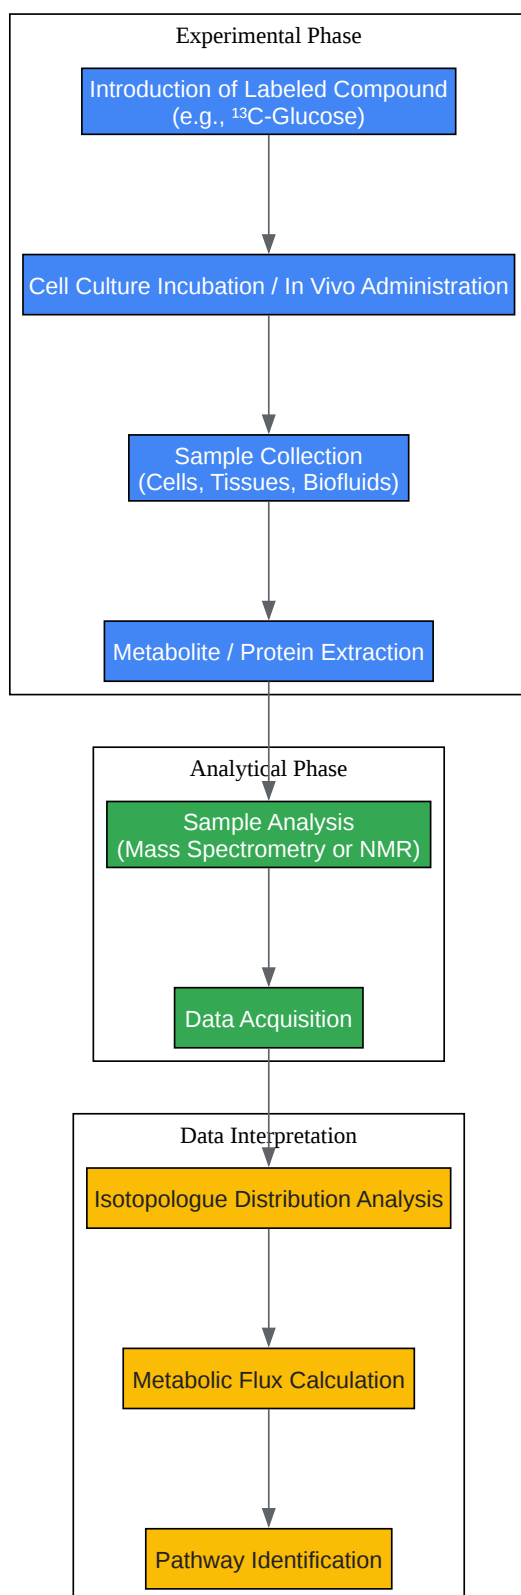 Experimental Phase
Introduction of Labeled Compound
(e.g., ¹³C-Glucose)
Cell Culture Incubation / In Vivo Administration
Sample Collection
(Cells, Tissues, Biofluids)
Metabolite / Protein Extraction
Analytical Phase
Sample Analysis
(Mass Spectrometry or NMR)
Data Acquisition
Data Interpretation
Isotopologue Distribution Analysis
Metabolic Flux Calculation
Pathway Identification